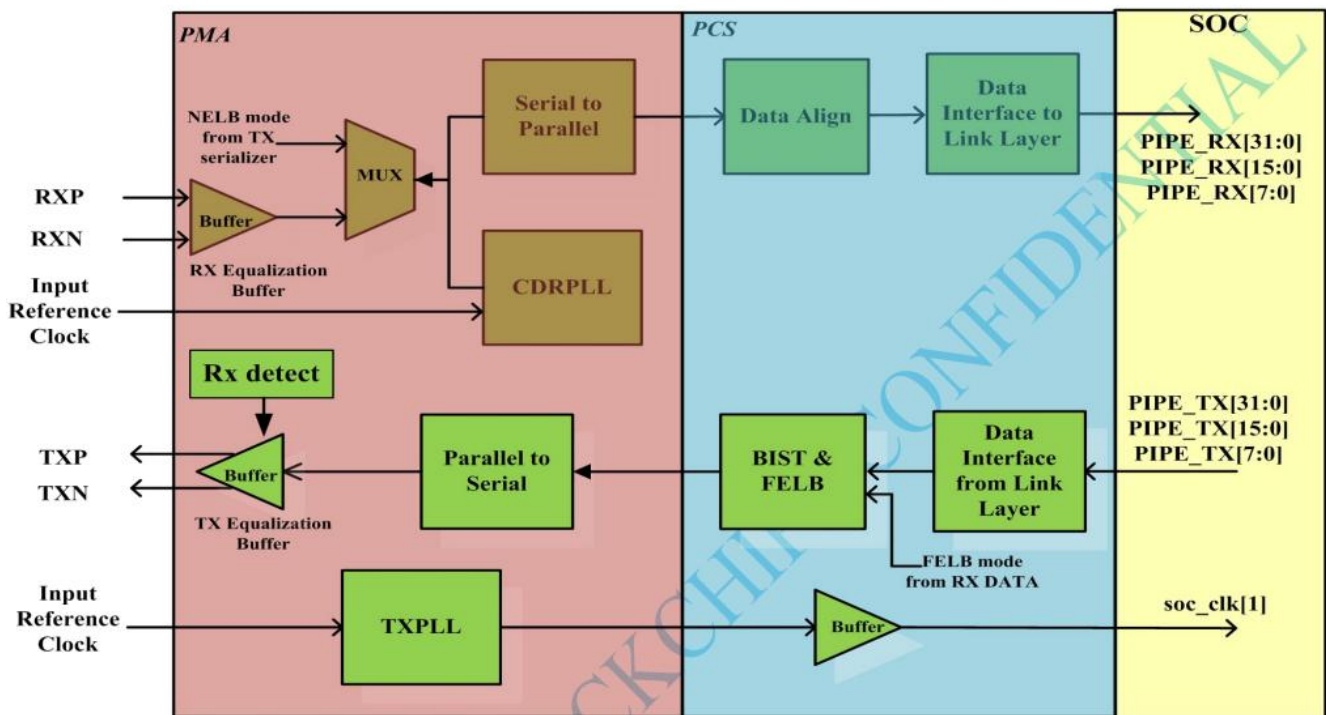 PMA
PCS
SOC
NELB mode
from TX
serializer
MUX
Serial to
Parallel
Data Align
Data
Interface to
Link Layer
PIPE_RX[31:0]
PIPE_RX[15:0]
PIPE_RX[7:0]
RXP
RXN
Buffer
RX Equalization
Buffer
Input
Reference
Clock
CDRPLL
Rx detect
TXP
TXN
Buffer
TX Equalization
Buffer
Parallel to
Serial
BIST &
FELB
Data
Interface
from Link
Layer
PIPE_TX[31:0]
PIPE_TX[15:0]
PIPE_TX[7:0]
FELB mode
from RX DATA
Input
Reference
Clock
TXPLL
Buffer
soc_clk[1]
CONFIDENTIAL